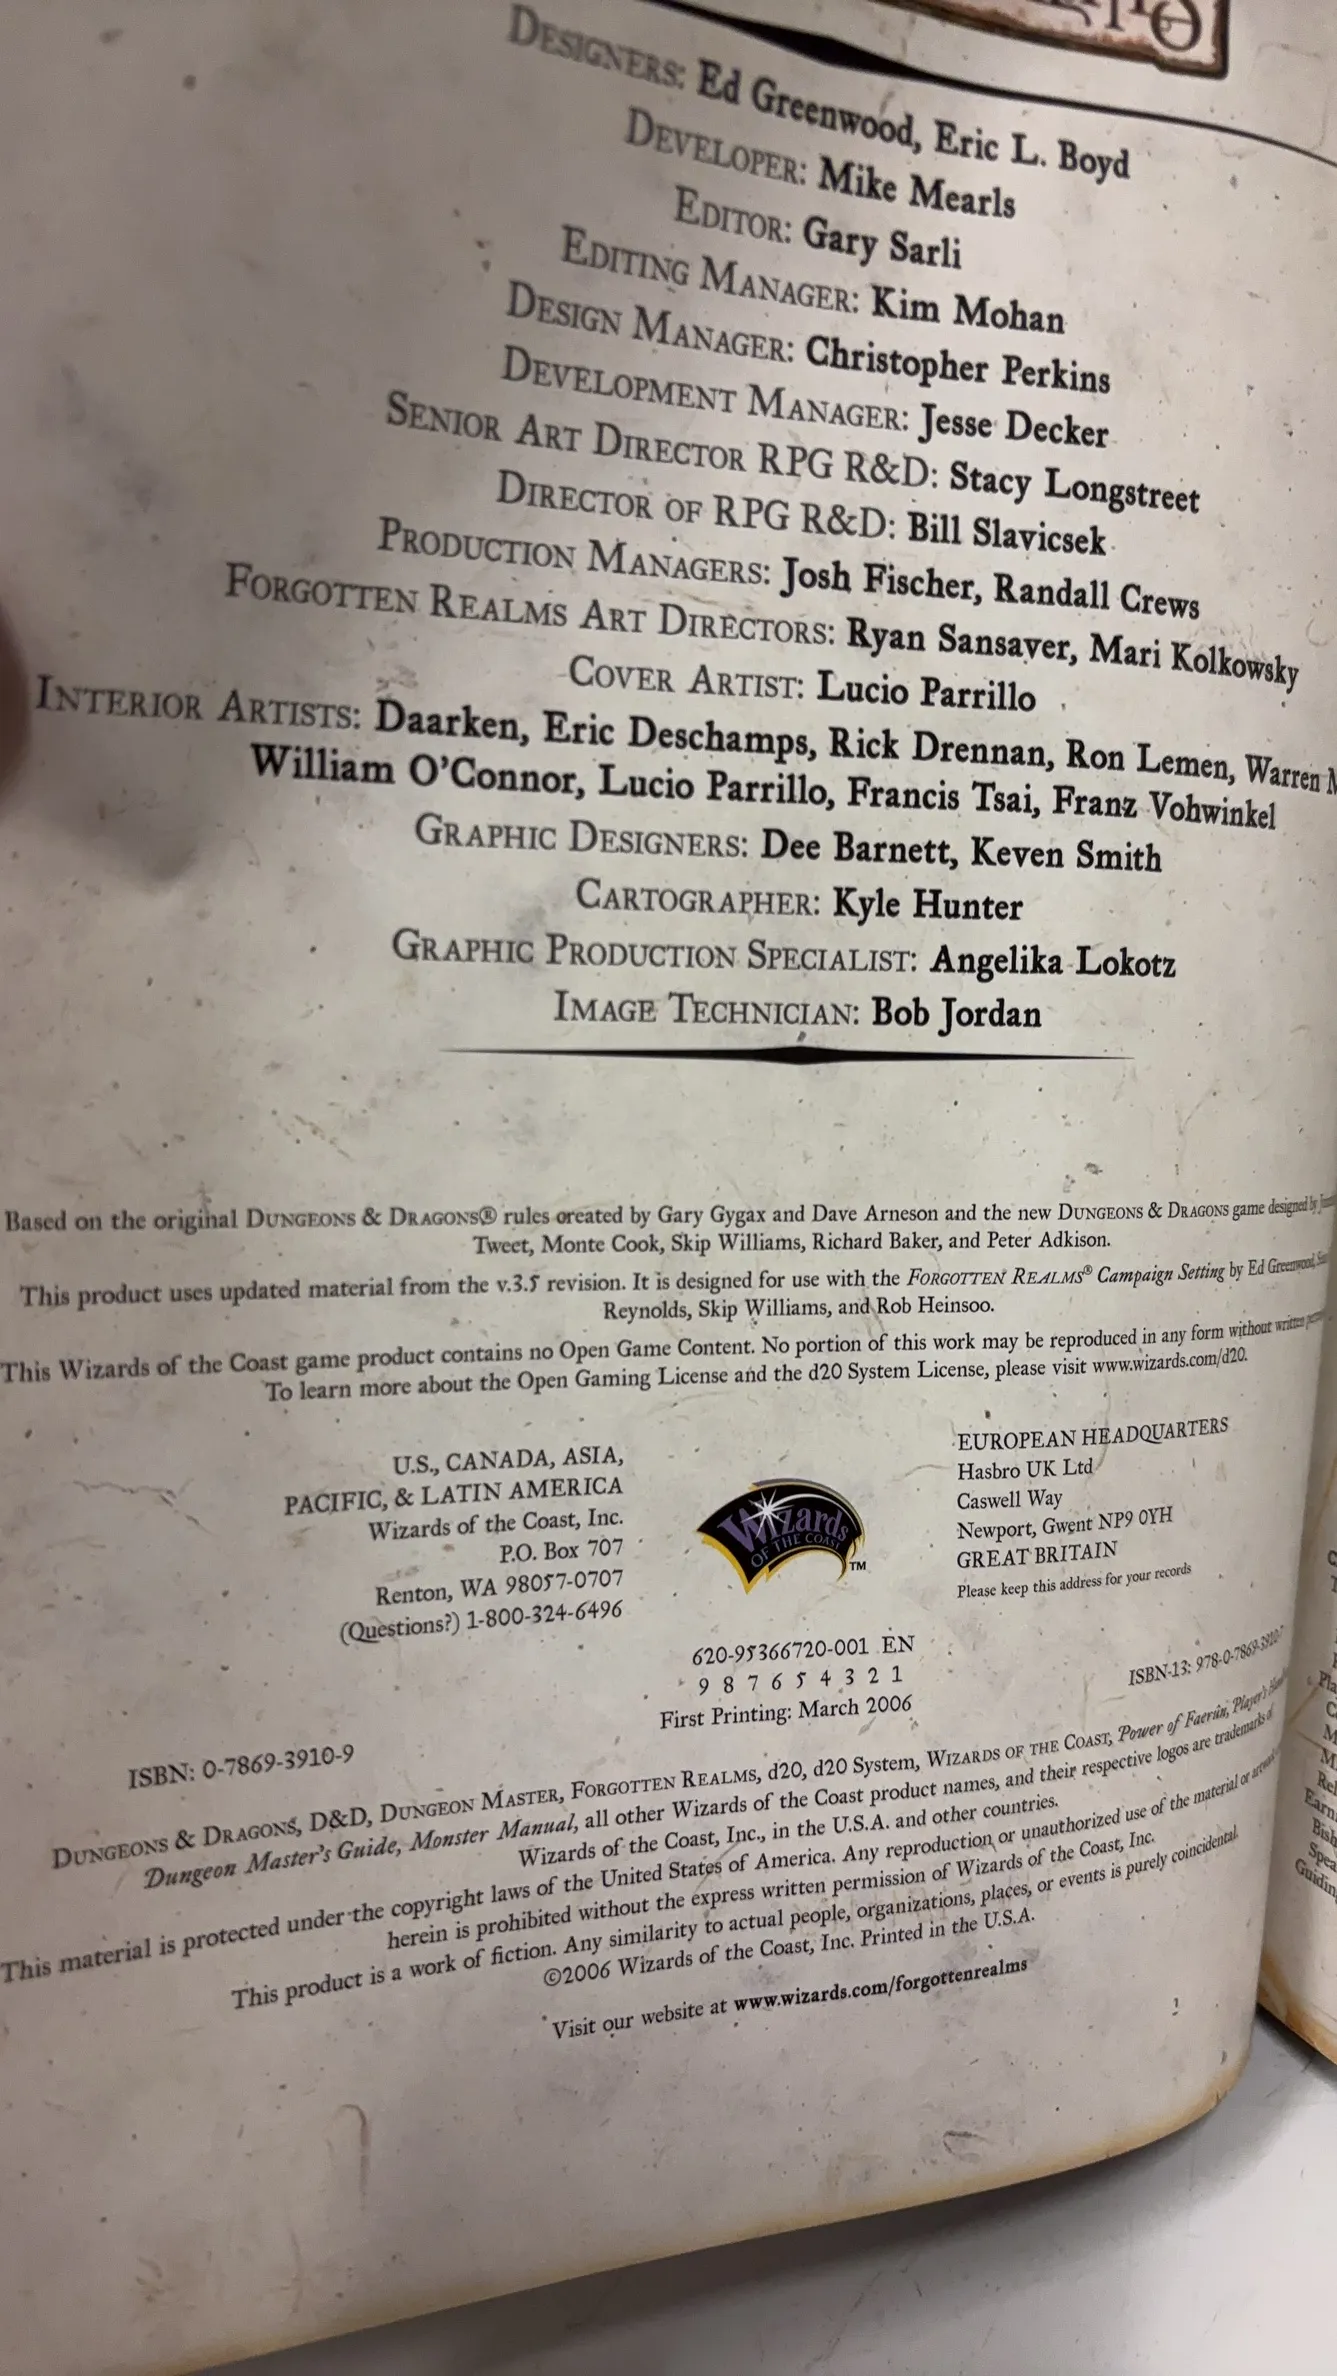 DESIGNERS: Ed Greenwood, Eric L. Boyd
DEVELOPER: Mike Mearls
EDITOR: Gary Sarli
EDITING MANAGER: Kim Mohan
DESIGN MANAGER: Christopher Perkins
DEVELOPMENT MANAGER: Jesse Decker
SENIOR ART DIRECTOR RPG R&D: Stacy Longstreet
DIRECTOR OF RPG R&D: Bill Slavicsek
PRODUCTION MANAGERS: Josh Fischer, Randall Crews
FORGOTTEN REALMS ART DIRECTORS: Ryan Sansaver, Mari Kolkowsky
COVER ARTIST: Lucio Parrillo
INTERIOR ARTISTS: Daarken, Eric Deschamps, Rick Drennan, Ron Lemen, Warren
William O'Connor, Lucio Parrillo, Francis Tsai, Franz Vohwinkel
GRAPHIC DESIGNERS: Dee Barnett, Keven Smith
CARTOGRAPHER: Kyle Hunter
GRAPHIC PRODUCTION SPECIALIST: Angelika Lokotz
IMAGE TECHNICIAN: Bob Jordan
Based on the original DUNGEONS & DRAGONS® rules created by Gary Gygax and Dave Arneson and the new DUNGEONS & DRAGONS game designed by
Tweet, Monte Cook, Skip Williams, Richard Baker, and Peter Adkison.
This product uses updated material from the v.3.5 revision. It is designed for use with the FORGOTTEN REALMS® Campaign Setting by Ed Greenwood,
Reynolds, Skip Williams, and Rob Heinsoo.
This Wizards of the Coast game product contains no Open Game Content. No portion of this work may be reproduced in any form without written
To learn more about the Open Gaming License and the d20 System License, please visit www.wizards.com/d20.
U.S., CANADA, ASIA,
PACIFIC, & LATIN AMERICA
Wizards of the Coast, Inc.
P.O. Box 707
Renton, WA 98057-0707
(Questions?) 1-800-324-6496
Wizards
OF THE COAST
™
EUROPEAN HEADQUARTERS
Hasbro UK Ltd
Caswell Way
Newport, Gwent NP9 0YH
GREAT BRITAIN
Please keep this address for your records
620-95366720-001 EN
9 8 7 6 5 4 3 2 1
First Printing: March 2006
ISBN: 0-7869-3910-9
ISBN-13: 978-0-7869-3910-
DUNGEONS & DRAGONS, D&D, DUNGEON MASTER, FORGOTTEN REALMS, d20, d20 System, WIZARDS OF THE COAST, Power of Faerûn, Player's
Dungeon Master's Guide, Monster Manual, all other Wizards of the Coast product names, and their respective logos are trademarks of
Wizards of the Coast, Inc., in the U.S.A. and other countries.
This material is protected under the copyright laws of the United States of America. Any reproduction or unauthorized use of the material or
herein is prohibited without the express written permission of Wizards of the Coast, Inc.
This product is a work of fiction. Any similarity to actual people, organizations, places, or events is purely coincidental.
©2006 Wizards of the Coast, Inc. Printed in the U.S.A.
Visit our website at www.wizards.com/forgottenrealms